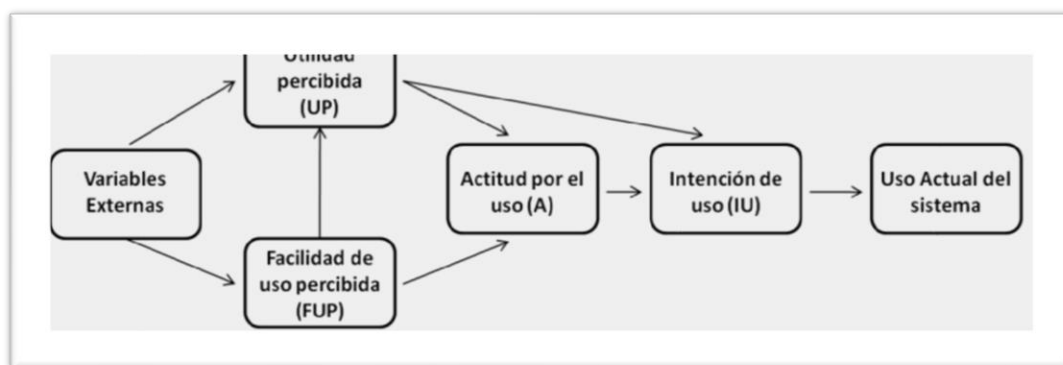 Utilidad
percibida
(UP)
Variables
Externas
Facilidad de
uso percibida
(FUP)
Actitud por el
uso (A)
Intención de
uso (IU)
Uso Actual del
sistema